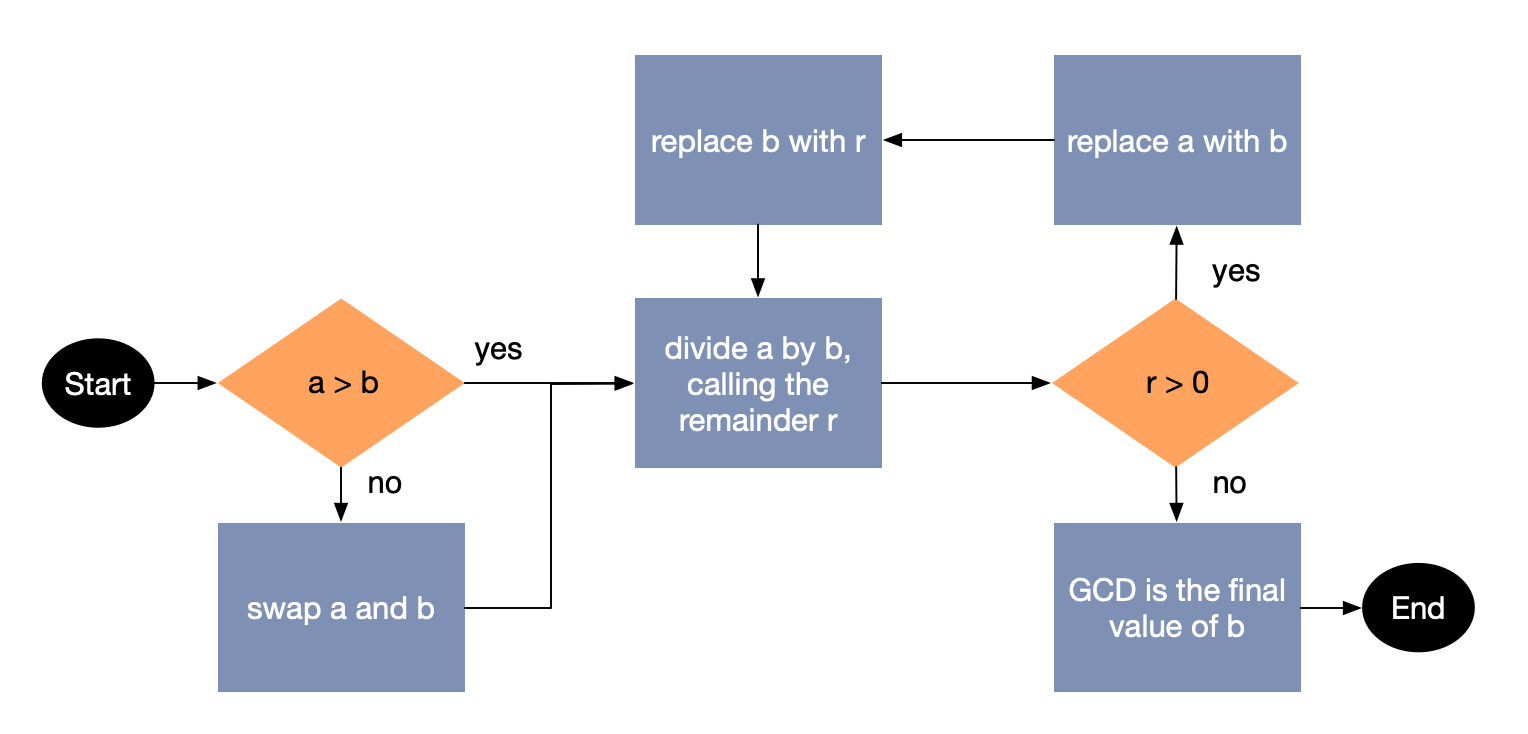 replace b with r
replace a with b
yes
Start
a > b
yes
divide a by b,
calling the
remainder r
r > 0
no
no
swap a and b
GCD is the final
value of b
End